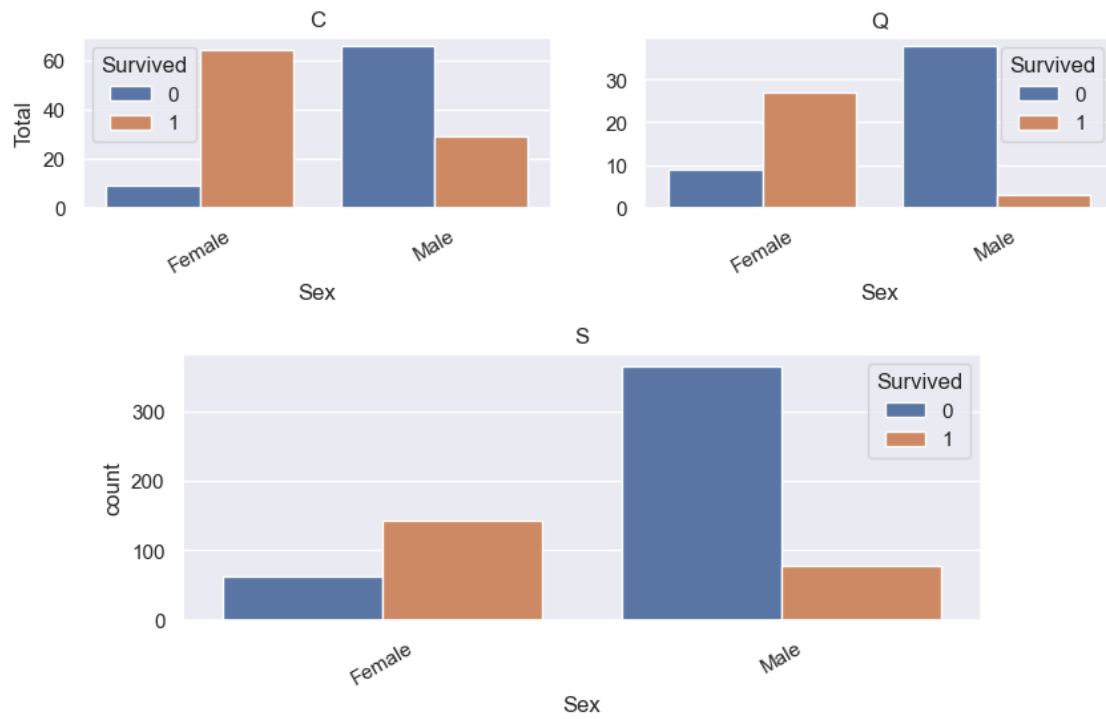 C
Total
60
40
20
0
Survived
0
1
Female
Male
Sex
Q
30
20
10
0
Survived
0
1
Female
Male
Sex
S
count
300
200
100
0
Survived
0
1
Female
Male
Sex